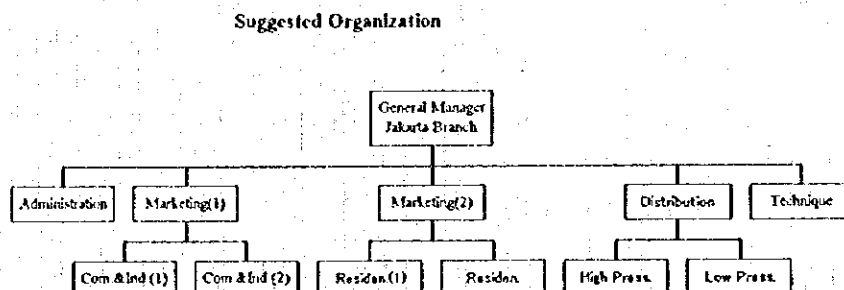 Suggested Organization
General Manager
Jakarta Branch
Administration
Marketing(1)
Marketing(2)
Distribution
Technique
Com &Ind (1)
Com &Ind (2)
Residen.(1)
Residen.
High Press.
Low Press.